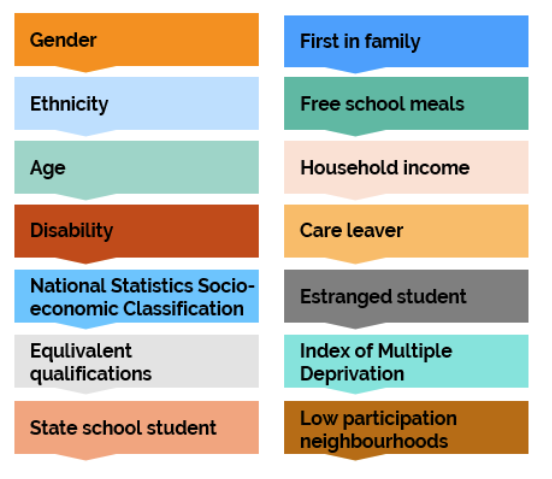 Gender
Ethnicity
Age
Disability
National Statistics Socio-
economic Classification
Equlivalent
qualifications
State school student
First in family
Free school meals
Household income
Care leaver
Estranged student
Index of Multiple
Deprivation
Low participation
neighbourhoods